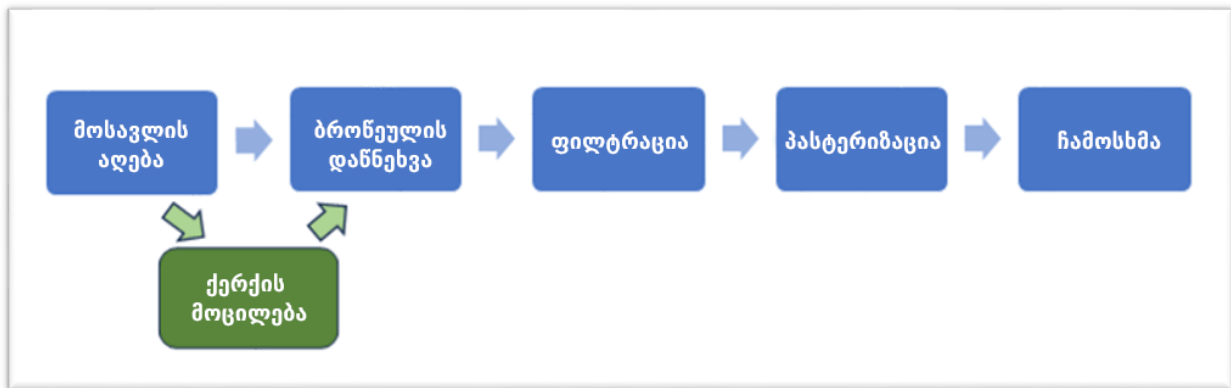 მოსავლის
აღება
ბროწეულის
დაწნეხვა
ფილტრაცია
პასტერიზაცია
ჩამოსხმა
ქერქის
მოცილება